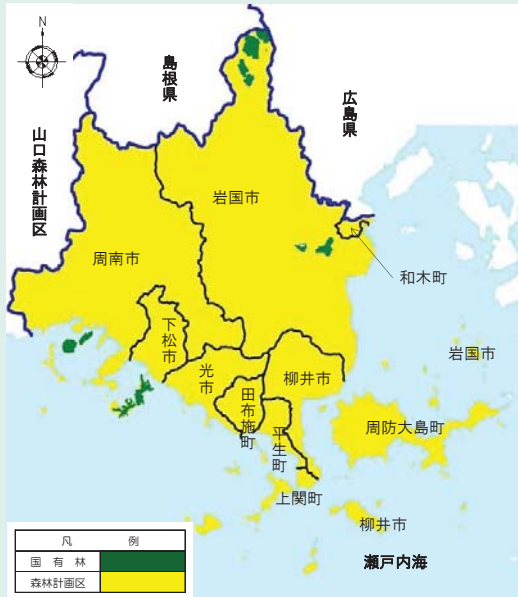 N
島根県
広島県
山口森林計画区
岩国市
周南市
和木町
下松市
岩国市
光市
柳井市
田布施町
周防大島町
平生町
上関町
柳井市
瀬戸内海
凡 例
国 有 林
森林計画区